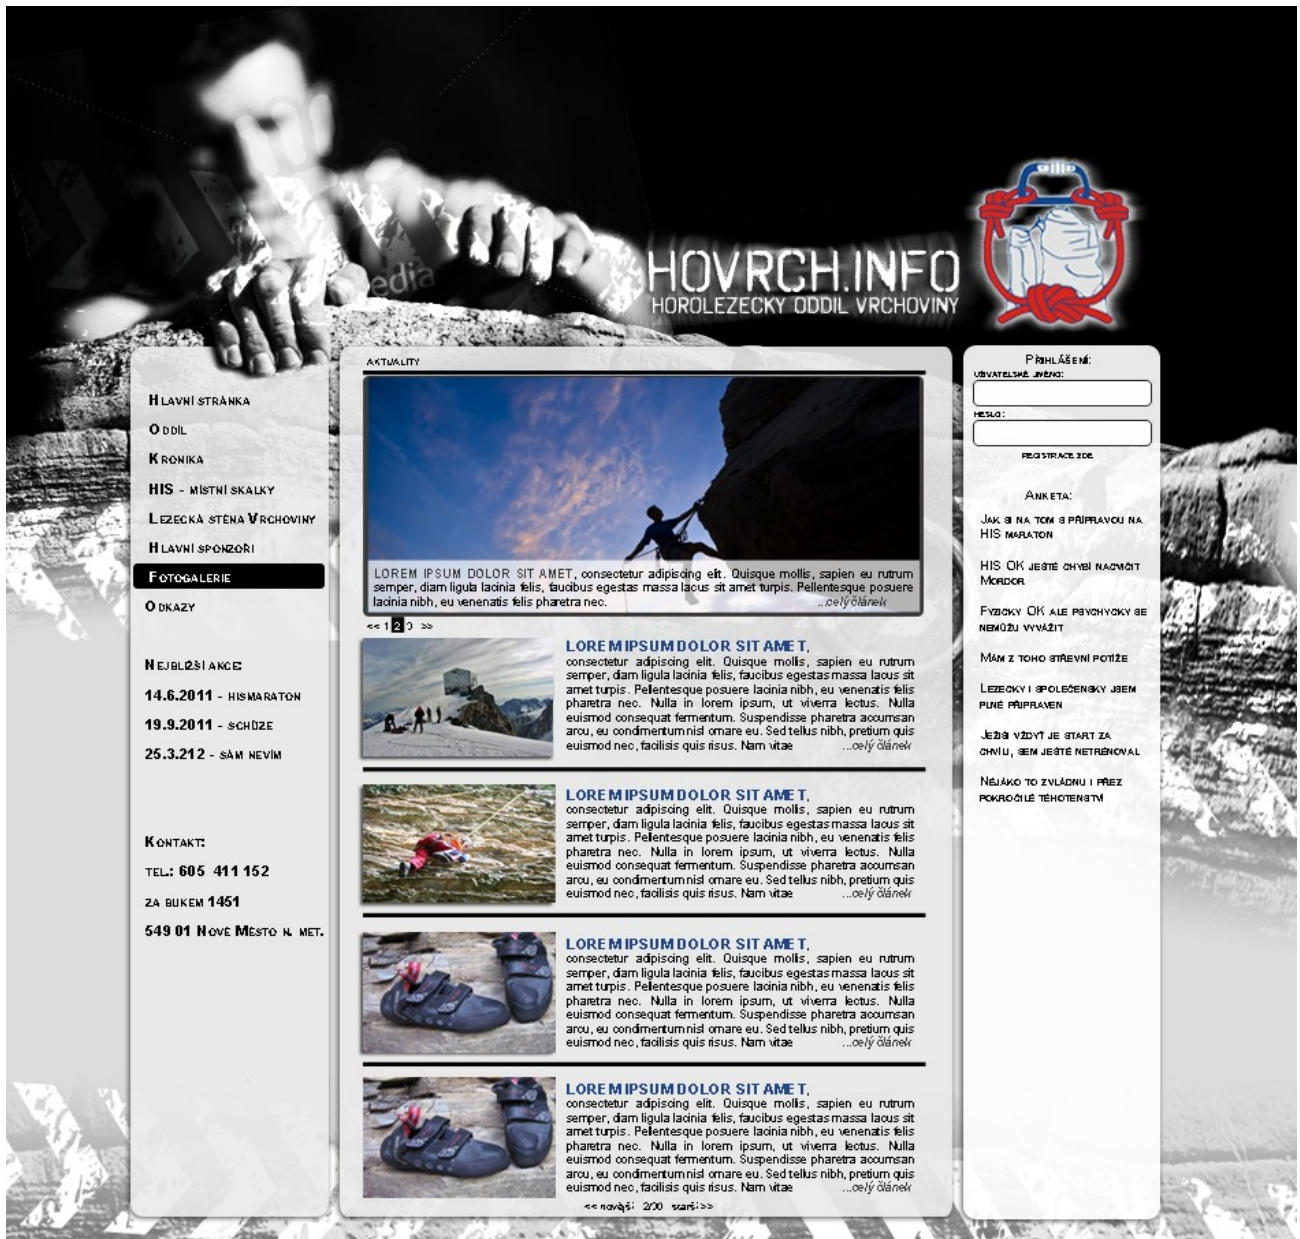 edia
HOVRCH.INFO
HOROLEZECKY ODDIL VRCHOVINY
Hlavní stránka
Oddíl
Kronika
HIS - místní skalky
Lezecká stěna Vrchoviny
Hlavní sponzoři
Fotogalerie
Odkazy
Nejbližší akce:
14.6.2011 - hismaraton
19.9.2011 - schůze
25.3.212 - sám nevím
Kontakt:
tel.: 605 411 152
za bukem 1451
549 01 Nové Město n. met.
aktuality
LOREM IPSUM DOLOR SIT AMET, consectetur adipiscing elit. Quisque mollis, sapien eu rutrum
semper, diam ligula lacinia felis, faucibus egestas massa lacus sit amet turpis. Pellentesque posuere
lacinia nibh, eu venenatis felis pharetra nec. ...celý článek
<< 1 2 3 >>
LOREM IPSUM DOLOR SIT AMET,
consectetur adipiscing elit. Quisque mollis, sapien eu rutrum
semper, diam ligula lacinia felis, faucibus egestas massa lacus sit
amet turpis. Pellentesque posuere lacinia nibh, eu venenatis felis
pharetra nec. Nulla in lorem ipsum, ut viverra lectus. Nulla
euismod consequat fermentum. Suspendisse pharetra accumsan
arcu, eu condimentum nisl ornare eu. Sed tellus nibh, pretium quis
euismod nec, facilisis quis risus. Nam vitae ...celý článek
LOREM IPSUM DOLOR SIT AMET,
consectetur adipiscing elit. Quisque mollis, sapien eu rutrum
semper, diam ligula lacinia felis, faucibus egestas massa lacus sit
amet turpis. Pellentesque posuere lacinia nibh, eu venenatis felis
pharetra nec. Nulla in lorem ipsum, ut viverra lectus. Nulla
euismod consequat fermentum. Suspendisse pharetra accumsan
arcu, eu condimentum nisl ornare eu. Sed tellus nibh, pretium quis
euismod nec, facilisis quis risus. Nam vitae ...celý článek
LOREM IPSUM DOLOR SIT AMET,
consectetur adipiscing elit. Quisque mollis, sapien eu rutrum
semper, diam ligula lacinia felis, faucibus egestas massa lacus sit
amet turpis. Pellentesque posuere lacinia nibh, eu venenatis felis
pharetra nec. Nulla in lorem ipsum, ut viverra lectus. Nulla
euismod consequat fermentum. Suspendisse pharetra accumsan
arcu, eu condimentum nisl ornare eu. Sed tellus nibh, pretium quis
euismod nec, facilisis quis risus. Nam vitae ...celý článek
LOREM IPSUM DOLOR SIT AMET,
consectetur adipiscing elit. Quisque mollis, sapien eu rutrum
semper, diam ligula lacinia felis, faucibus egestas massa lacus sit
amet turpis. Pellentesque posuere lacinia nibh, eu venenatis felis
pharetra nec. Nulla in lorem ipsum, ut viverra lectus. Nulla
euismod consequat fermentum. Suspendisse pharetra accumsan
arcu, eu condimentum nisl ornare eu. Sed tellus nibh, pretium quis
euismod nec, facilisis quis risus. Nam vitae ...celý článek
<< novější 2/30 starší >>
Přihlášení:
uživatelské jméno:
heslo:
registrace zde
Anketa:
Jak si na tom s přípravou na
HIS maraton
HIS OK ještě chybí nacvičit
Mordor
Fyzicky OK ale psychycky se
nemůžu vyvážit
Mám z toho střevní potíže
Lezecky i společensky jsem
plně připraven
Ježiši vždyť je start za
chvíli, sem ještě netrénoval
Nějáko to zvládnu i přez
pokročilé těhotenství